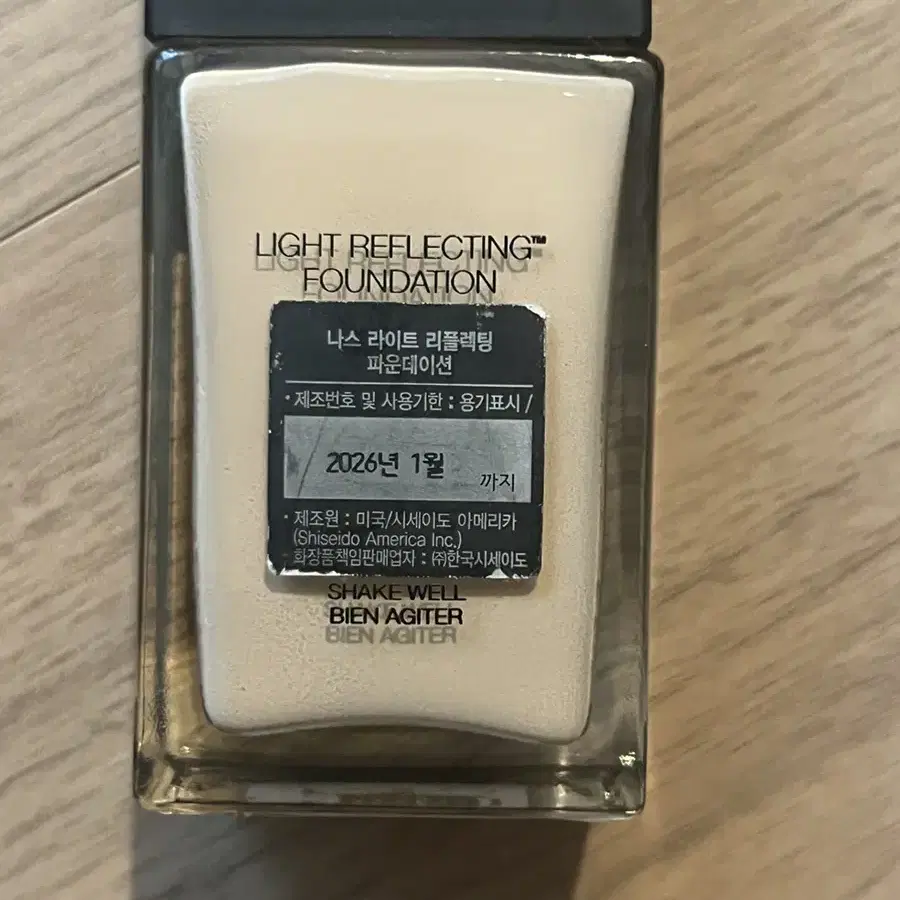 LIGHT REFLECTING™
FOUNDATION
나스 라이트 리플렉팅
파운데이션
· 제조번호 및 사용기한 : 용기표시 /
2026년 1월 까지
· 제조원 : 미국/시세이도 아메리카
(Shiseido America Inc.)
· 화장품책임판매업자 : ㈜한국시세이도
SHAKE WELL
BIEN AGITER